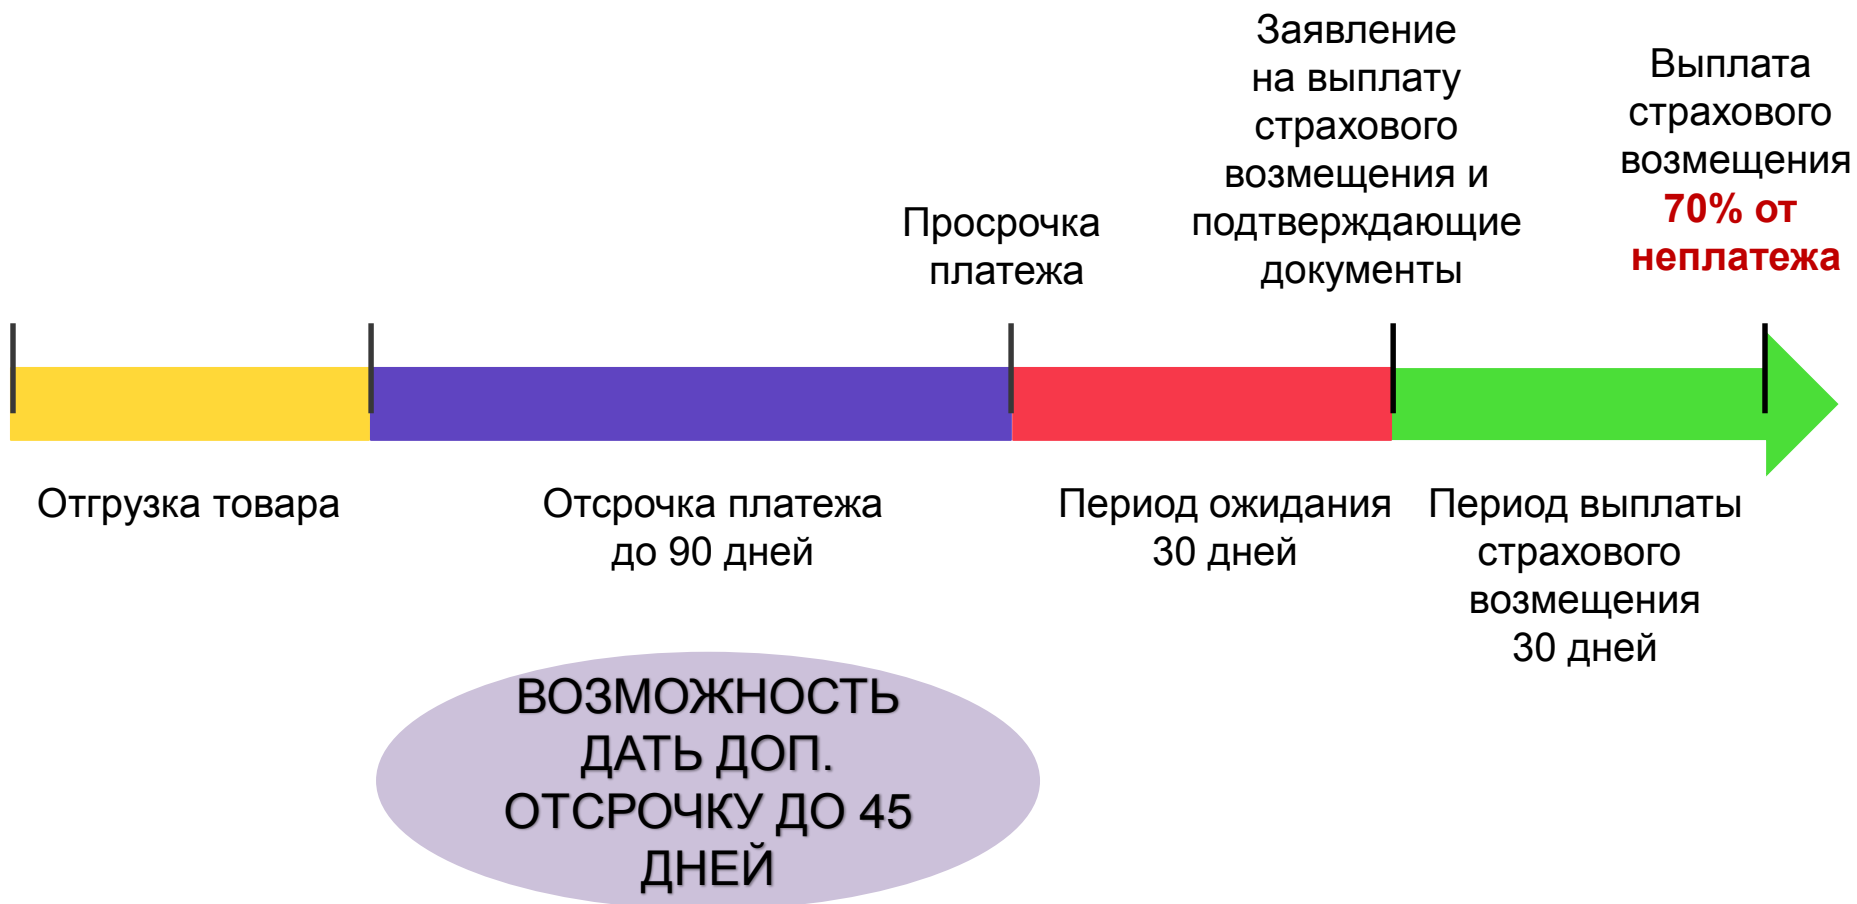 Заявление
на выплату
страхового
возмещения и
подтверждающие
документы
Выплата
страхового
возмещения
70% от
неплатежа
Просрочка
платежа
Отгрузка товара
Отсрочка платежа
до 90 дней
Период ожидания
30 дней
Период выплаты
страхового
возмещения
30 дней
ВОЗМОЖНОСТЬ
ДАТЬ ДОП.
ОТСРОЧКУ ДО 45
ДНЕЙ